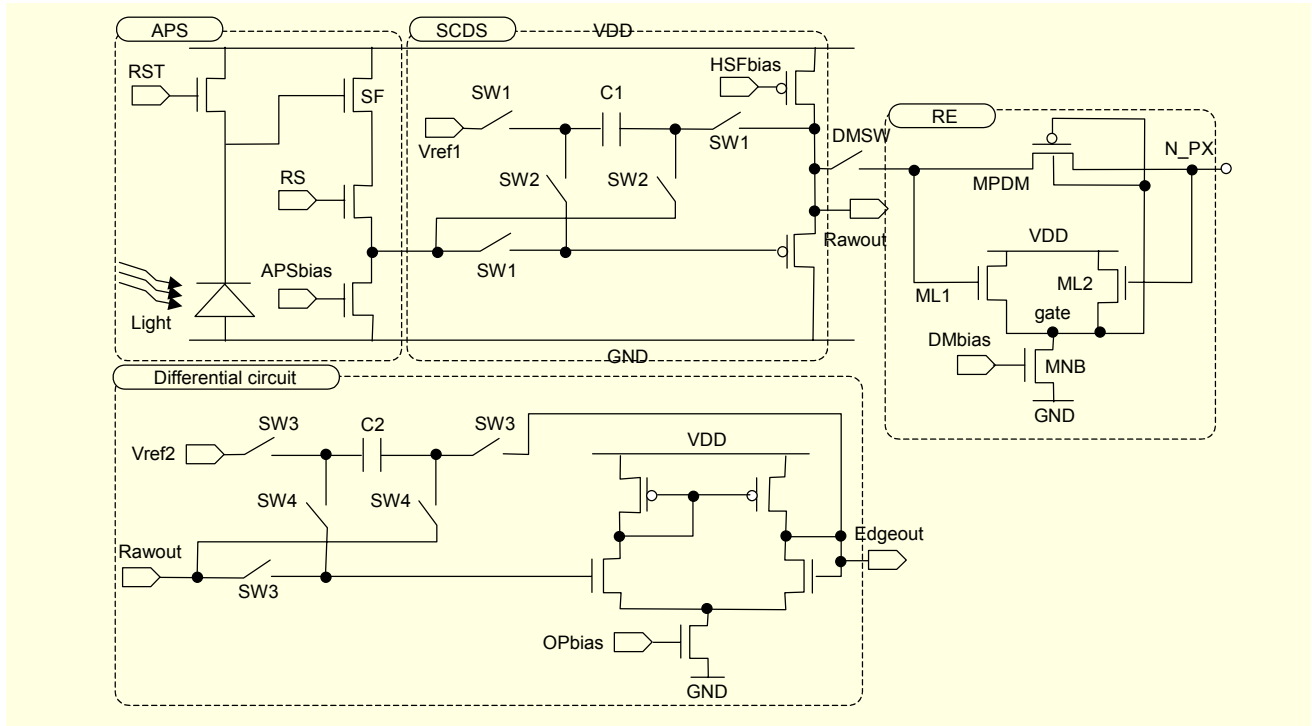 APS
SCDS
VDD
RST
SF
HSFbias
SW1
C1
Vref1
SW1
DMSW
RE
N_PX
RS
SW2
SW2
MPDM
Rawout
VDD
APSbias
SW1
ML1
ML2
Light
gate
DMbias
MNB
GND
GND
Differential circuit
SW3
C2
SW3
Vref2
VDD
SW4
SW4
Rawout
Edgeout
SW3
OPbias
GND